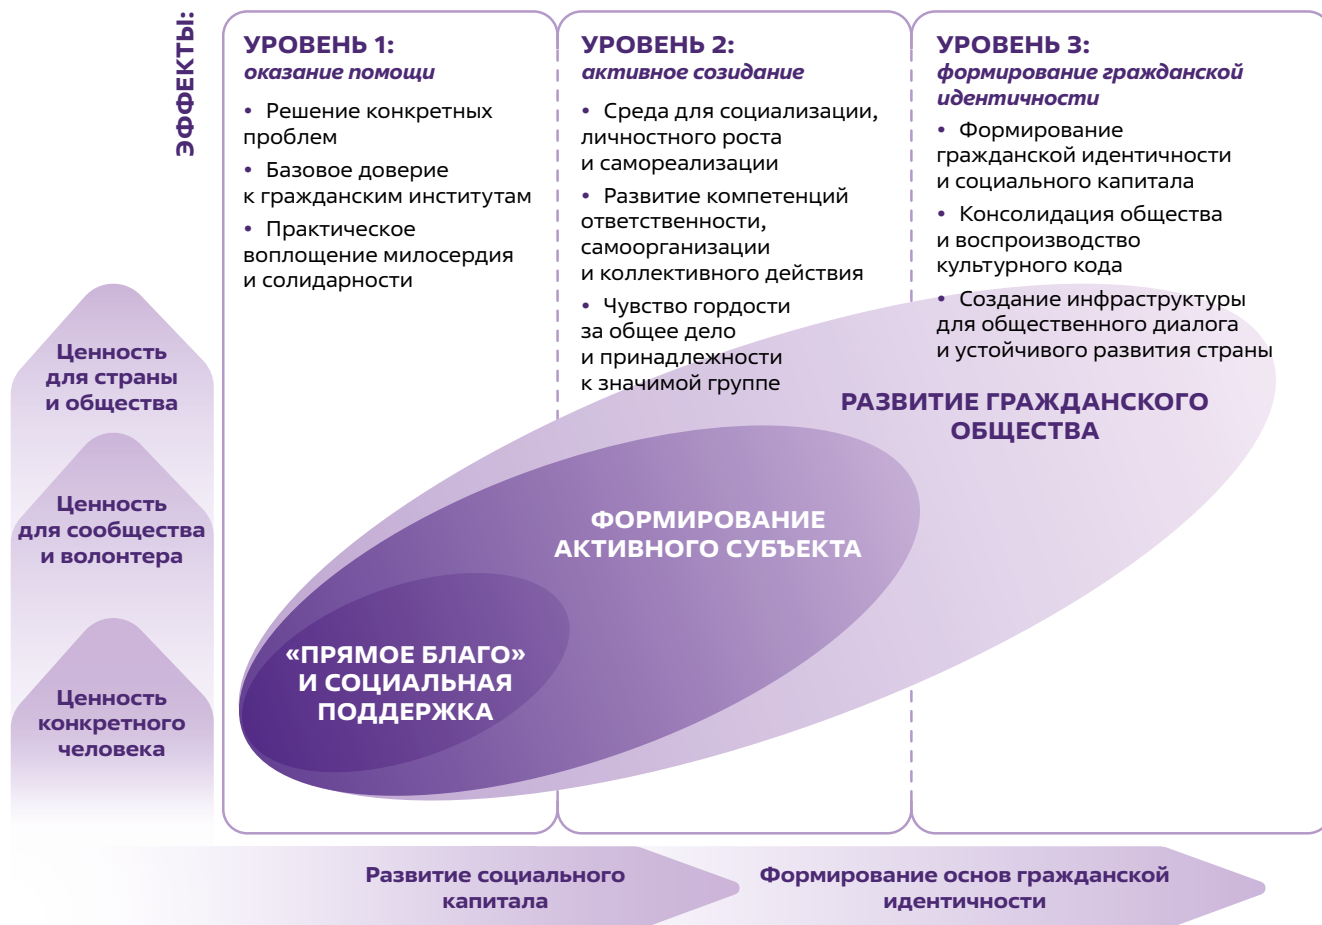 ЭФФЕКТЫ:
УРОВЕНЬ 1:
оказание помощи
• Решение конкретных
проблем
• Базовое доверие
к гражданским институтам
• Практическое
воплощение милосердия
и солидарности
УРОВЕНЬ 2:
активное созидание
• Среда для социализации,
личностного роста
и самореализации
• Развитие компетенций
ответственности,
самоорганизации
и коллективного действия
• Чувство гордости
за общее дело
и принадлежности
к значимой группе
УРОВЕНЬ 3:
формирование гражданской
идентичности
• Формирование
гражданской идентичности
и социального капитала
• Консолидация общества
и воспроизводство
культурного кода
• Создание инфраструктуры
для общественного диалога
и устойчивого развития страны
Ценность
для страны
и общества
Ценность
для сообщества
и волонтера
Ценность
конкретного
человека
РАЗВИТИЕ ГРАЖДАНСКОГО
ОБЩЕСТВА
ФОРМИРОВАНИЕ
АКТИВНОГО СУБЪЕКТА
«ПРЯМОЕ БЛАГО»
И СОЦИАЛЬНАЯ
ПОДДЕРЖКА
Развитие социального
капитала
Формирование основ гражданской
идентичности